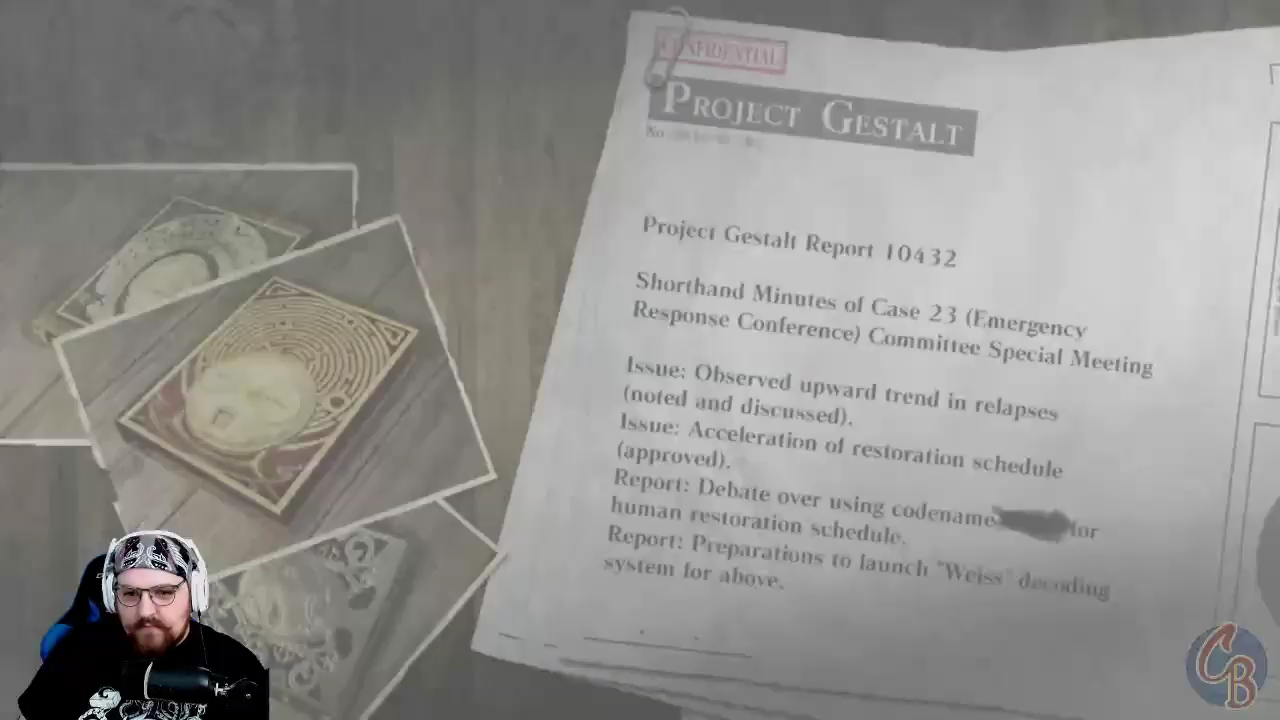 CONFIDENTIAL
PROJECT GESTALT
No
Project Gestalt Report 10432
Shorthand Minutes of Case 23 (Emergency
Response Conference) Committee Special Meeting
Issue: Observed upward trend in relapses
(noted and discussed).
Issue: Acceleration of restoration schedule
(approved).
Report: Debate over using codename for
human restoration schedule.
Report: Preparations to launch "Weiss" decoding
system for above.
CB